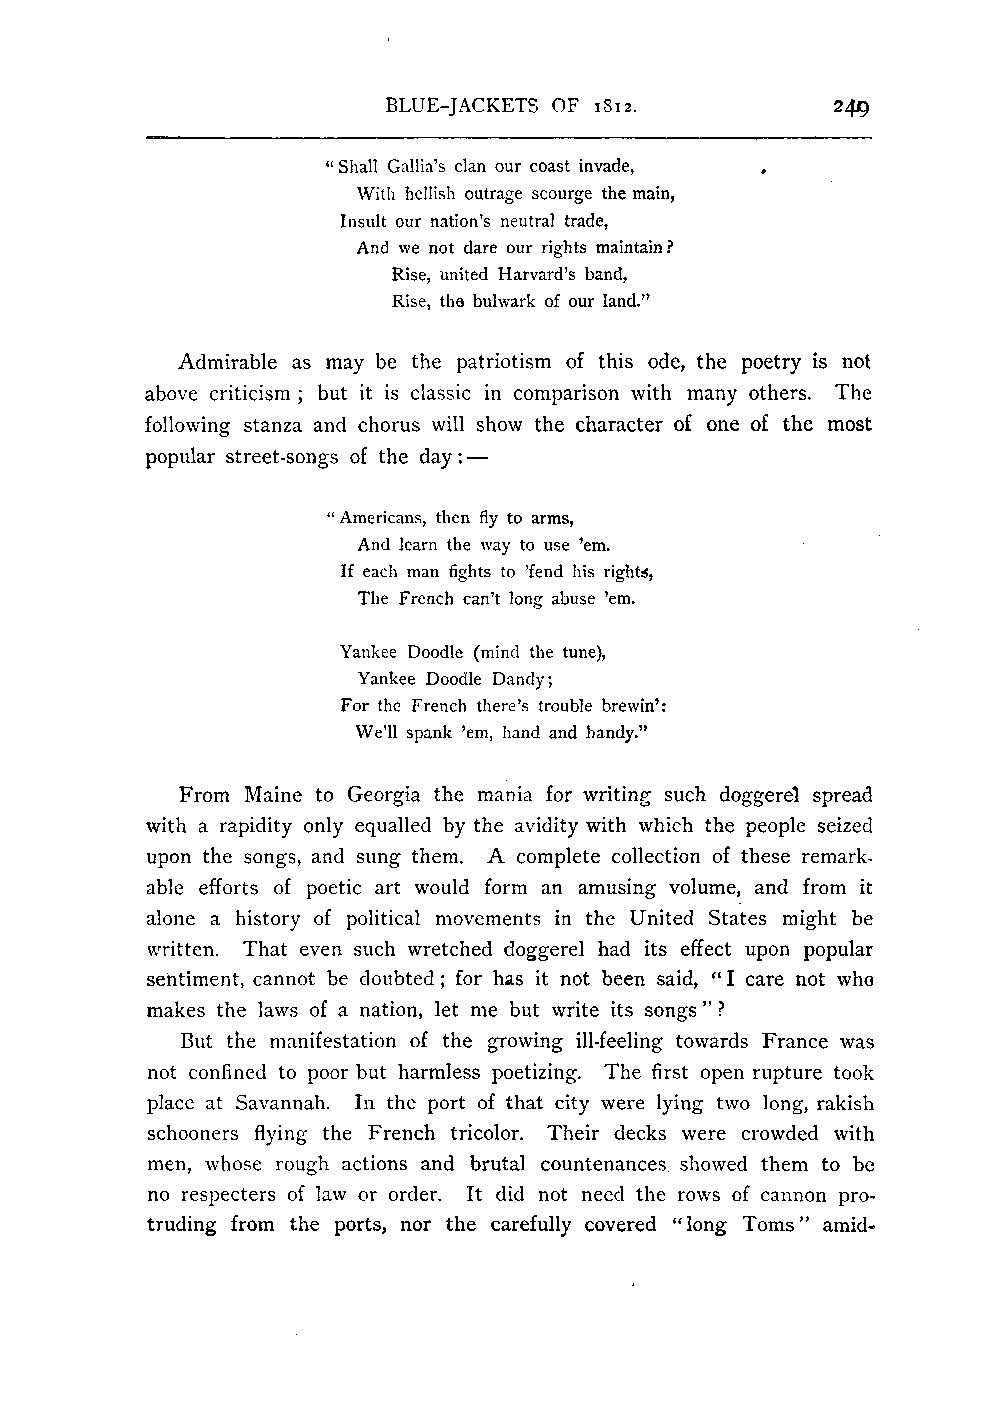 BLUE-JACKETS OF 1812. 249
“Shall Gallia's clan our coast invade,
With hellish outrage scourge the main,
Insult our nation's neutral trade,
And we not dare our rights maintain?
Rise, united Harvard's band,
Rise, the bulwark of our land.”
Admirable as may be the patriotism of this ode, the poetry is not
above criticism; but it is classic in comparison with many others. The
following stanza and chorus will show the character of one of the most
popular street-songs of the day:—
“Americans, then fly to arms,
And learn the way to use 'em.
If each man fights to 'fend his rights,
The French can't long abuse 'em.
Yankee Doodle (mind the tune),
Yankee Doodle Dandy;
For the French there's trouble brewin':
We'll spank 'em, hand and handy.”
From Maine to Georgia the mania for writing such doggerel spread
with a rapidity only equalled by the avidity with which the people seized
upon the songs, and sung them. A complete collection of these remark-
able efforts of poetic art would form an amusing volume, and from it
alone a history of political movements in the United States might be
written. That even such wretched doggerel had its effect upon popular
sentiment, cannot be doubted; for has it not been said, “I care not who
makes the laws of a nation, let me but write its songs”?
But the manifestation of the growing ill-feeling towards France was
not confined to poor but harmless poetizing. The first open rupture took
place at Savannah. In the port of that city were lying two long, rakish
schooners flying the French tricolor. Their decks were crowded with
men, whose rough actions and brutal countenances showed them to be
no respecters of law or order. It did not need the rows of cannon pro-
truding from the ports, nor the carefully covered “long Toms” amid-